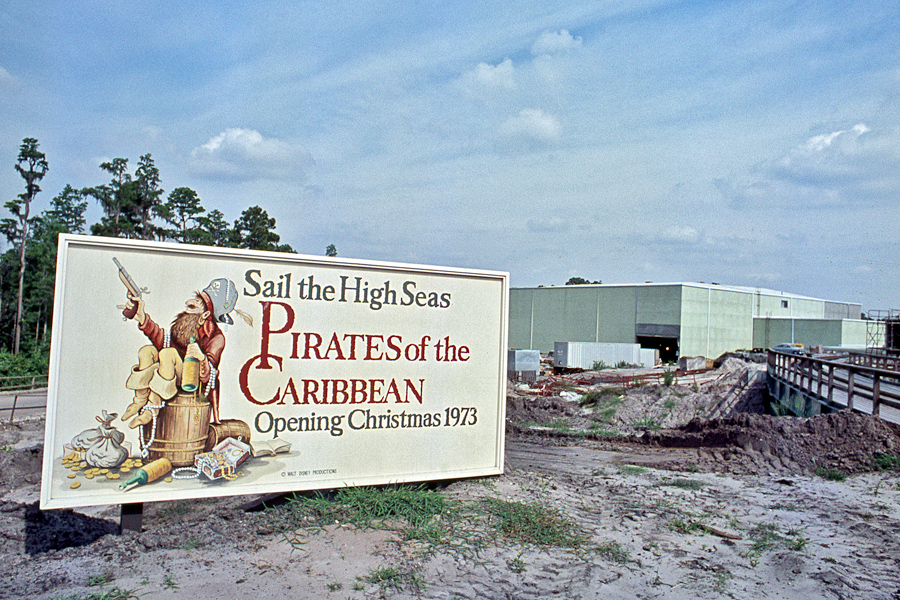 Sail the High Seas
PIRATES of the
CARIBBEAN
Opening Christmas 1973
© WALT DISNEY PRODUCTIONS